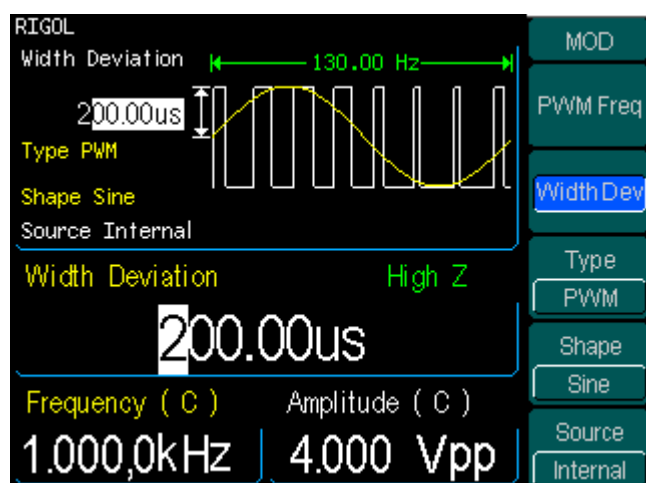 RIGOL
Width Deviation
130.00 Hz
200.00us
Type PWM
Shape Sine
Source Internal
Width Deviation High Z
200.00us
Frequency ( C ) Amplitude ( C )
1.000,0kHz 4.000 Vpp
MOD
PWM Freq
Width Dev
Type
PWM
Shape
Sine
Source
Internal